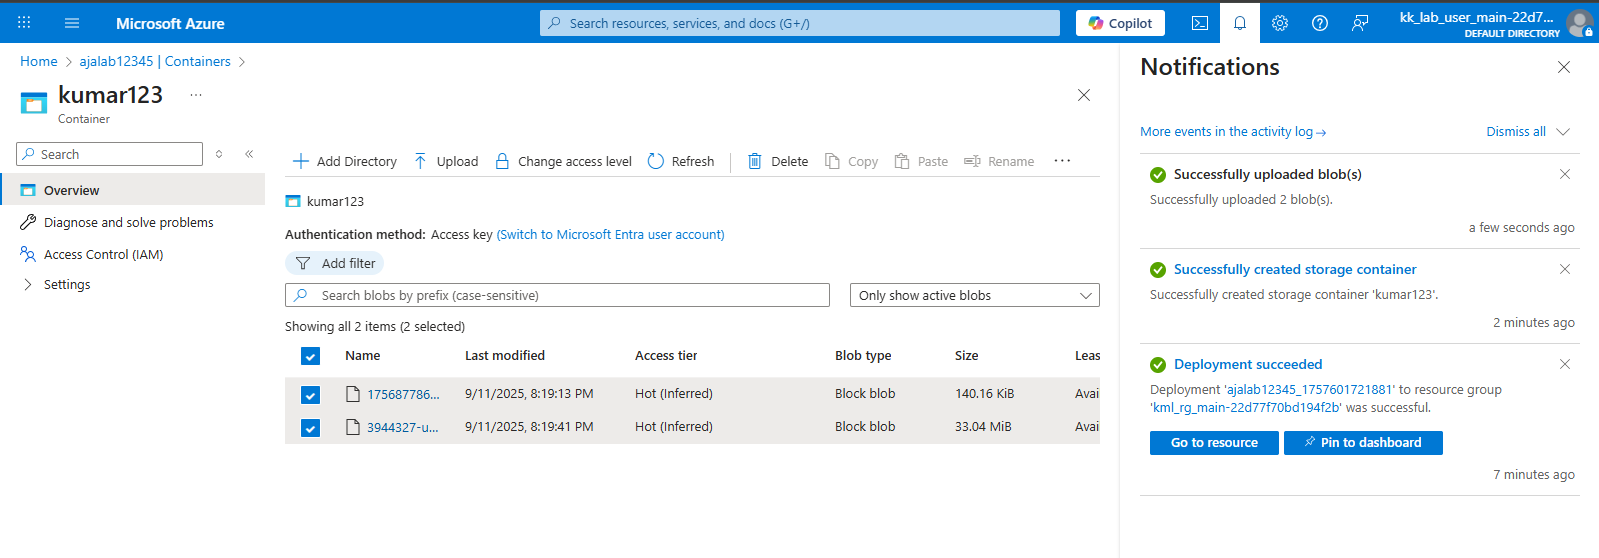 Microsoft Azure
Search resources, services, and docs (G+/)
Copilot
kk_lab_user_main-22d7...
DEFAULT DIRECTORY
Home > ajalab12345 | Containers >
kumar123 ...
Container
Search
Overview
Diagnose and solve problems
Access Control (IAM)
Settings
Add Directory Upload Change access level Refresh Delete Copy Paste Rename ...
kumar123
Authentication method: Access key (Switch to Microsoft Entra user account)
Add filter
Search blobs by prefix (case-sensitive)
Only show active blobs
Showing all 2 items (2 selected)
Name Last modified Access tier Blob type Size Leas
175687786... 9/11/2025, 8:19:13 PM Hot (Inferred) Block blob 140.16 KiB Avai
3944327-u... 9/11/2025, 8:19:41 PM Hot (Inferred) Block blob 33.04 MiB Avai
Notifications
More events in the activity log→ Dismiss all
Successfully uploaded blob(s)
Successfully uploaded 2 blob(s).
a few seconds ago
Successfully created storage container
Successfully created storage container 'kumar123'.
2 minutes ago
Deployment succeeded
Deployment 'ajalab12345_1757601721881' to resource group
'kml_rg_main-22d77f70bd194f2b' was successful.
Go to resource Pin to dashboard
7 minutes ago